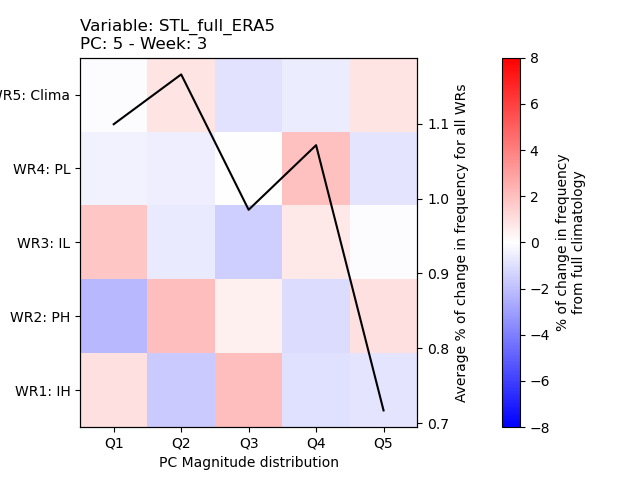 Variable: STL_full_ERA5
PC: 5 - Week: 3
WR5: Clima
WR4: PL
WR3: IL
WR2: PH
WR1: IH
Q1 Q2 Q3 Q4 Q5
PC Magnitude distribution
1.1
1.0
0.9
0.8
0.7
Average % of change in frequency for all WRs
8
6
4
2
0
−2
−4
−6
−8
% of change in frequency
from full climatology